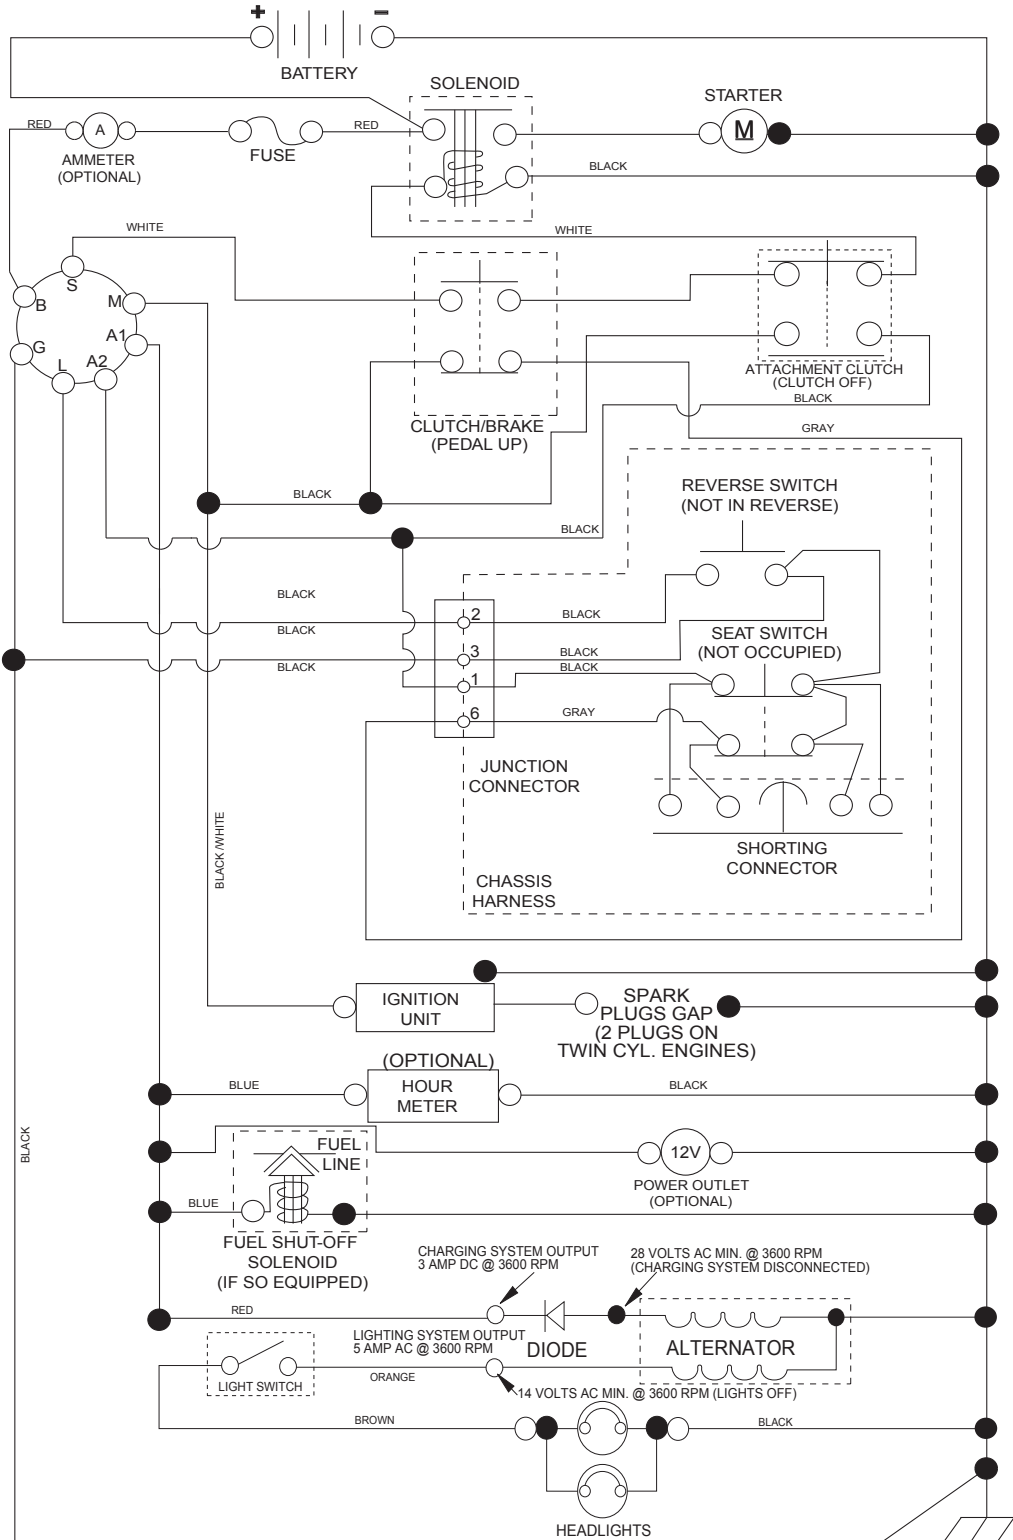 + −
BATTERY
SOLENOID
STARTER
RED
A
RED
M
AMMETER
(OPTIONAL)
FUSE
BLACK
WHITE
WHITE
S
B
M
A1
G
L
A2
ATTACHMENT CLUTCH
(CLUTCH OFF)
BLACK
CLUTCH/BRAKE
(PEDAL UP)
GRAY
REVERSE SWITCH
(NOT IN REVERSE)
BLACK
BLACK
BLACK
2
BLACK
BLACK
SEAT SWITCH
(NOT OCCUPIED)
3
BLACK
BLACK
BLACK
1
6
GRAY
JUNCTION
CONNECTOR
SHORTING
CONNECTOR
BLACK/WHITE
CHASSIS
HARNESS
IGNITION
UNIT
SPARK
PLUGS GAP
(2 PLUGS ON
TWIN CYL. ENGINES)
(OPTIONAL)
HOUR
METER
BLUE
BLACK
BLACK
FUEL
LINE
12V
POWER OUTLET
(OPTIONAL)
BLUE
FUEL SHUT-OFF
SOLENOID
(IF SO EQUIPPED)
CHARGING SYSTEM OUTPUT
3 AMP DC @ 3600 RPM
28 VOLTS AC MIN. @ 3600 RPM
(CHARGING SYSTEM DISCONNECTED)
RED
LIGHTING SYSTEM OUTPUT
5 AMP AC @ 3600 RPM
DIODE
ALTERNATOR
LIGHT SWITCH
ORANGE
14 VOLTS AC MIN. @ 3600 RPM (LIGHTS OFF)
BROWN
BLACK
HEADLIGHTS